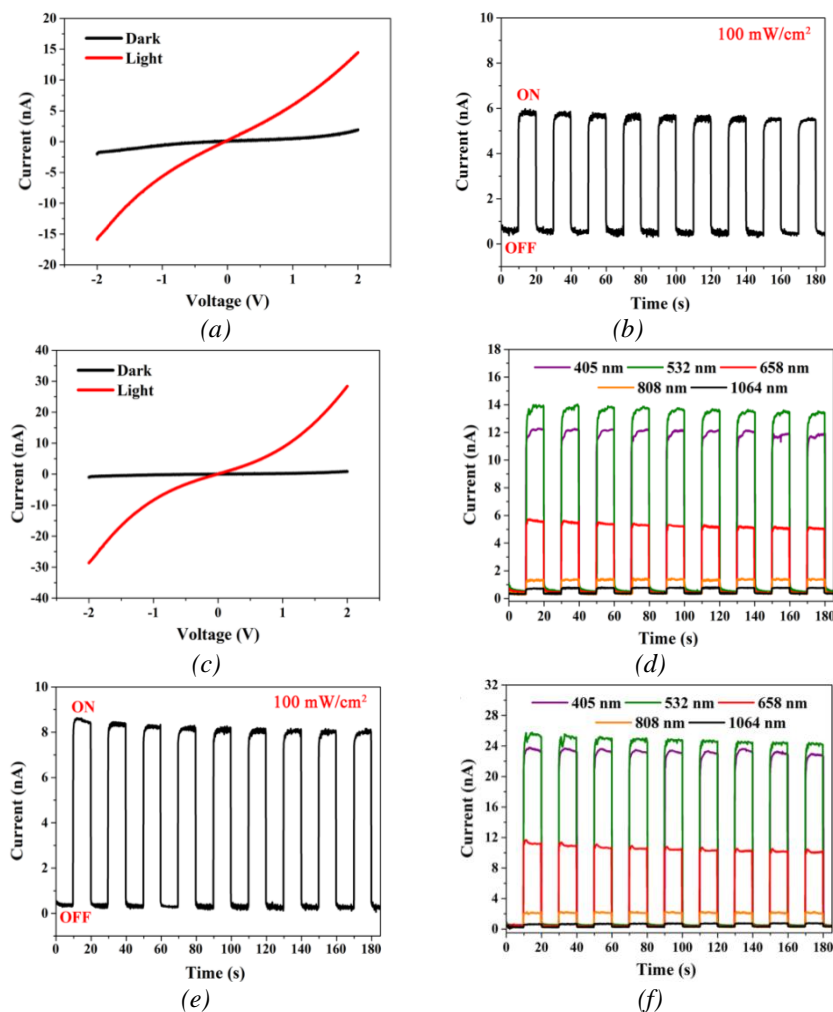 20
15
10
5
0
-5
-10
-15
-20
Dark
Light
Current (nA)
-2 -1 0 1 2
Voltage (V)
(a)
10
8
6
4
2
0
100 mW/cm²
ON
OFF
Current (nA)
0 20 40 60 80 100 120 140 160 180
Time (s)
(b)
40
30
20
10
0
-10
-20
-30
-40
Dark
Light
Current (nA)
-2 -1 0 1 2
Voltage (V)
(c)
18
16
14
12
10
8
6
4
2
0
405 nm 532 nm 658 nm
808 nm 1064 nm
Current (nA)
0 20 40 60 80 100 120 140 160 180
Time (s)
(d)
10
8
6
4
2
0
ON
100 mW/cm²
OFF
Current (nA)
0 20 40 60 80 100 120 140 160 180
Time (s)
(e)
32
28
24
20
16
12
8
4
0
405 nm 532 nm 658 nm
808 nm 1064 nm
Current (nA)
0 20 40 60 80 100 120 140 160 180
Time (s)
(f)